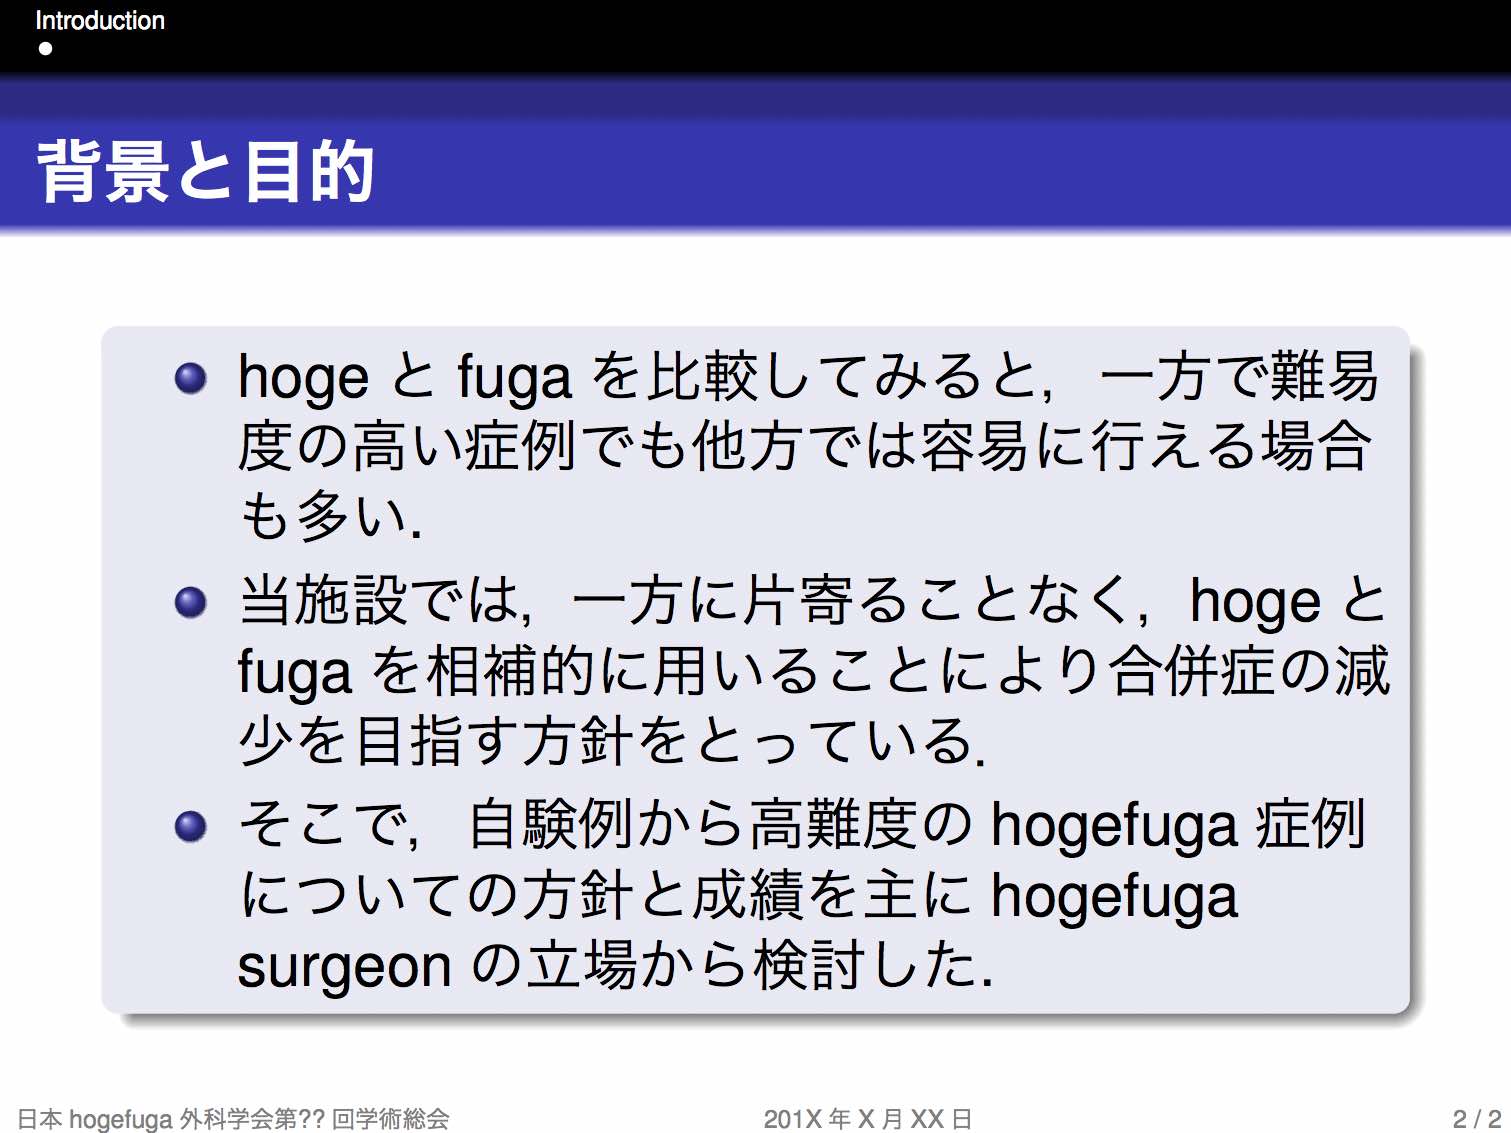 Introduction
背景と目的
hoge と fuga を比較してみると，一方で難易
度の高い症例でも他方では容易に行える場合
も多い．
当施設では，一方に片寄ることなく，hoge と
fuga を相補的に用いることにより合併症の減
少を目指す方針をとっている．
そこで，自験例から高難度の hogefuga 症例
についての方針と成績を主に hogefuga
surgeon の立場から検討した．
日本 hogefuga 外科学会第?? 回学術総会
201X 年 X 月 XX 日
2 / 2